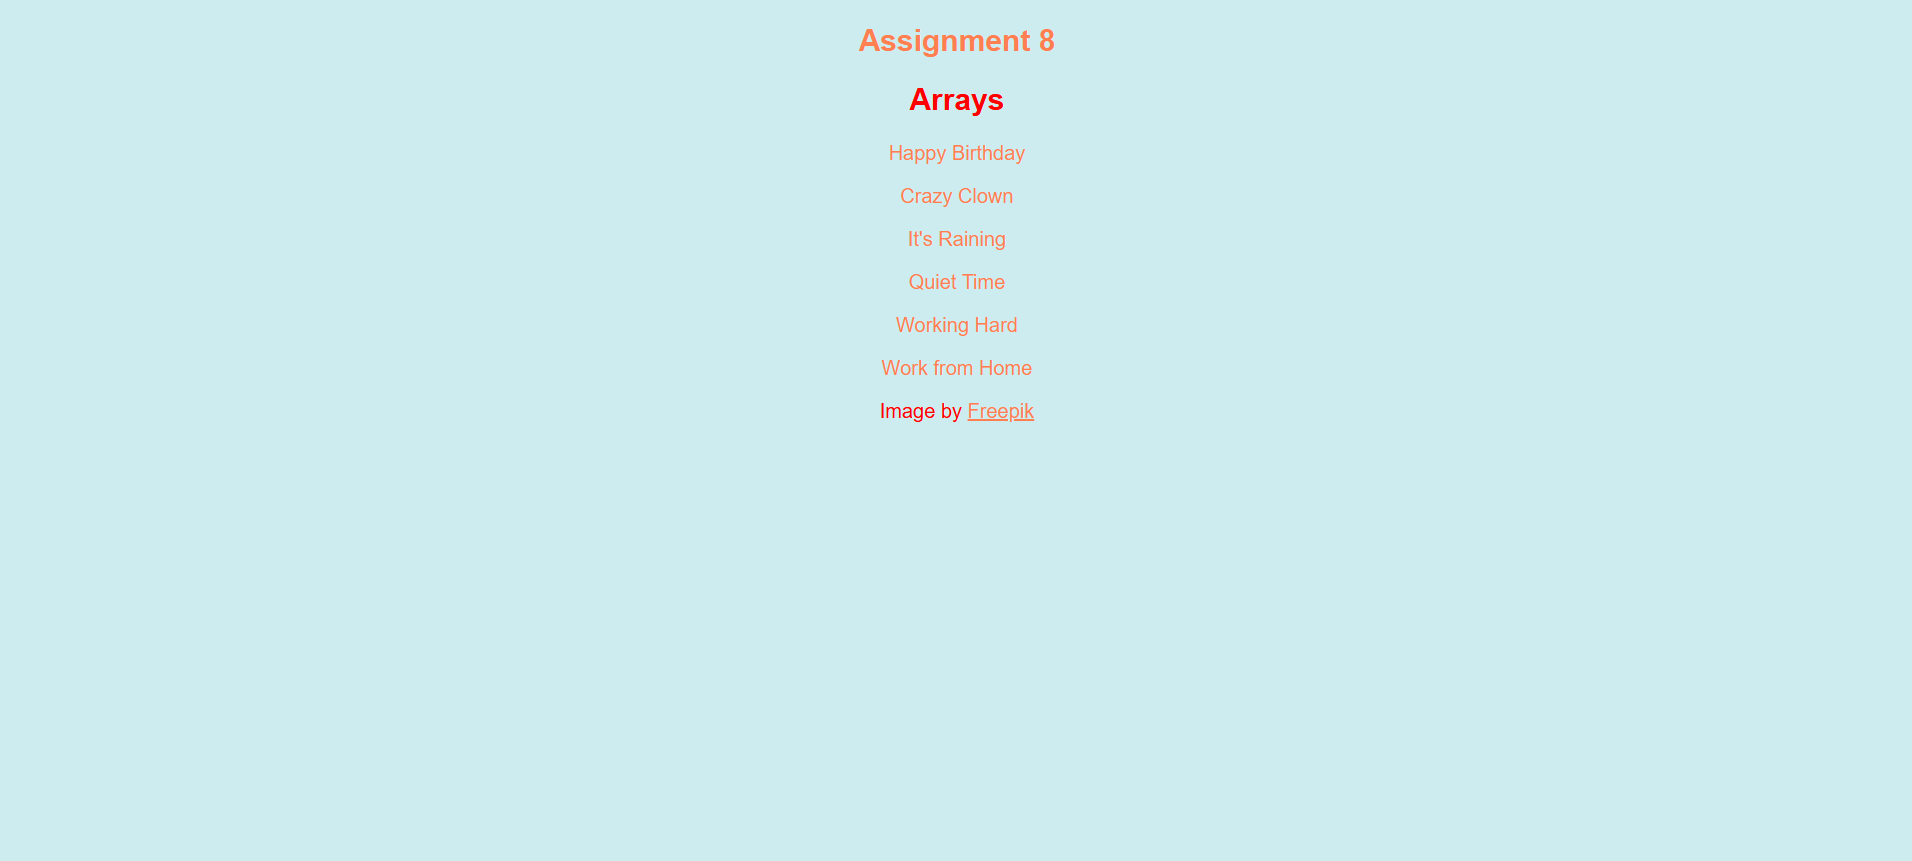 Assignment 8
Arrays
Happy Birthday
Crazy Clown
It's Raining
Quiet Time
Working Hard
Work from Home
Image by Freepik